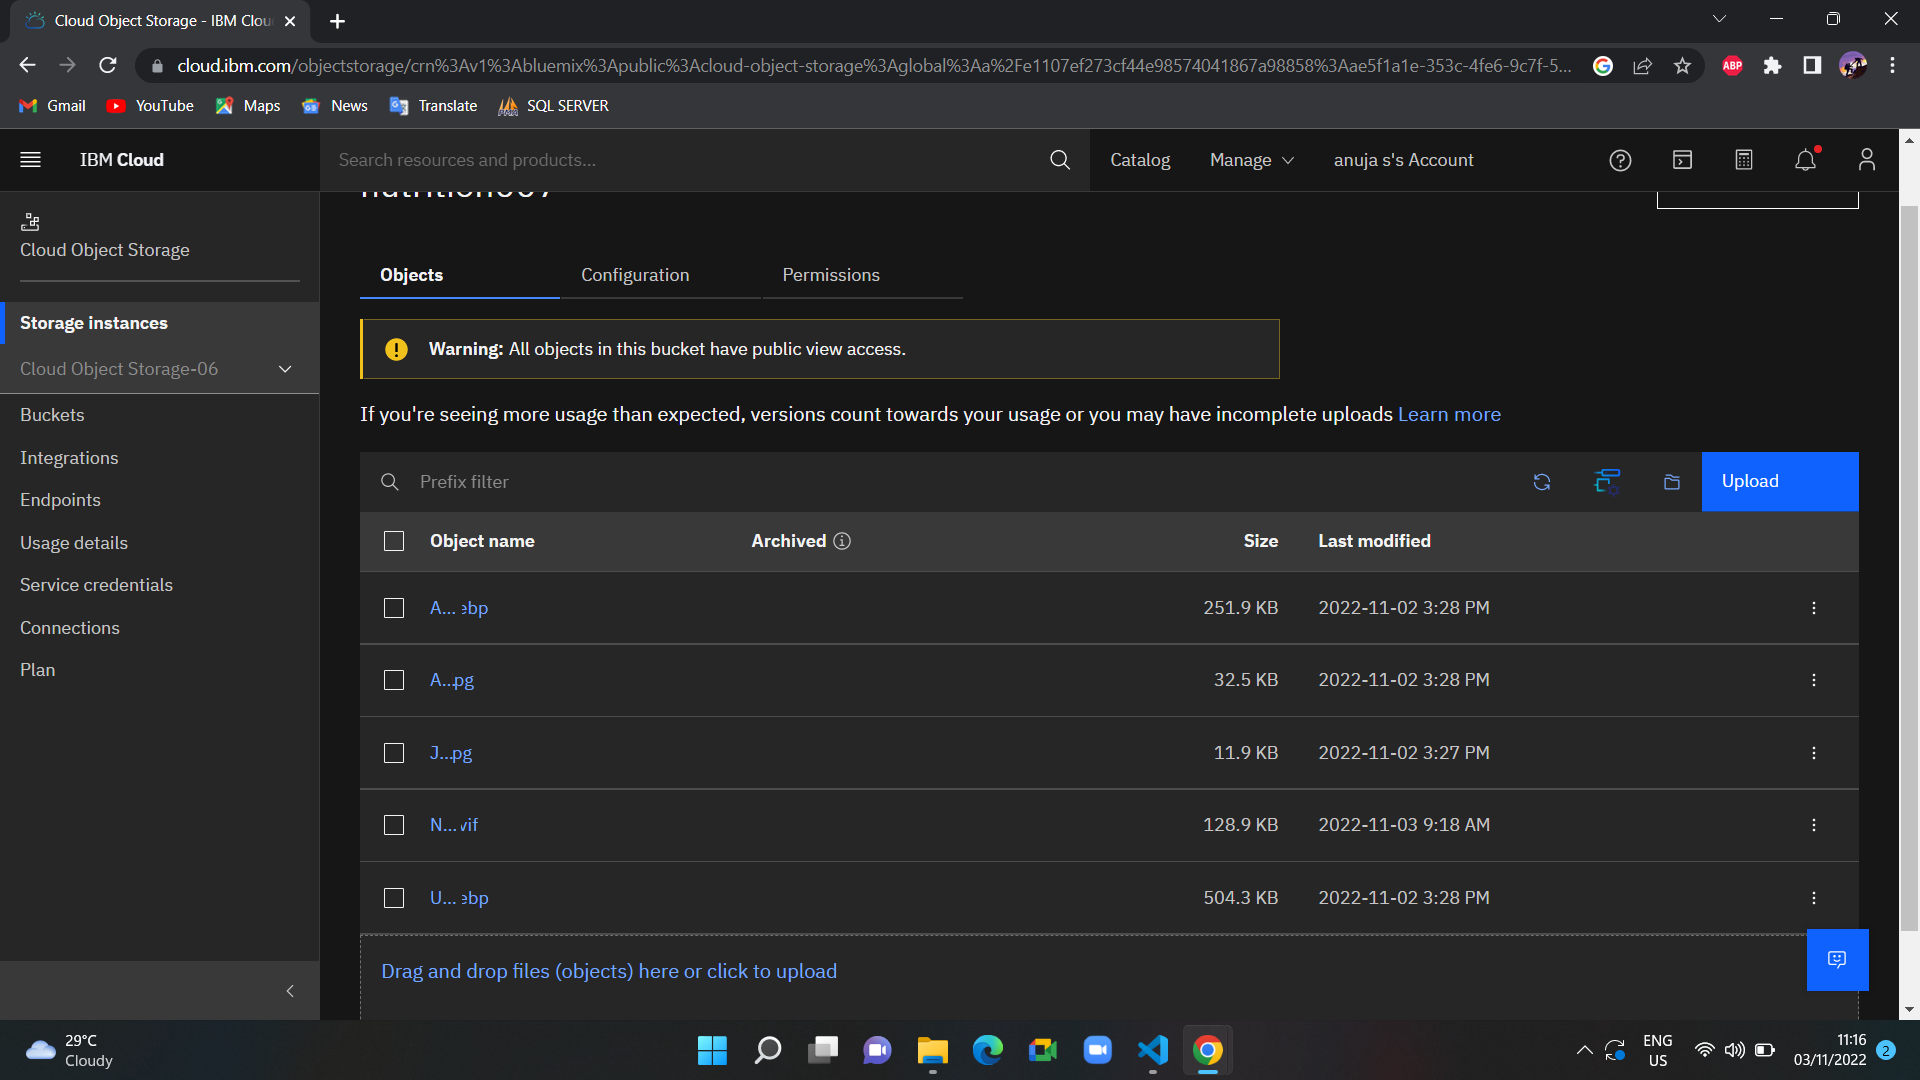 Cloud Object Storage - IBM Clou
cloud.ibm.com/objectstorage/crn%3Av1%3Abluemix%3Apublic%3Acloud-object-storage%3Aglobal%3Aa%2Fe1107ef273cf44e98574041867a98858%3Aae5f1a1e-353c-4fe6-9c7f-5...
ABP
Gmail
YouTube
Maps
News
Translate
SQL SERVER
IBM Cloud
Search resources and products...
Catalog
Manage
anuja s's Account
Cloud Object Storage
Storage instances
Cloud Object Storage-06
Buckets
Integrations
Endpoints
Usage details
Service credentials
Connections
Plan
Objects
Configuration
Permissions
Warning: All objects in this bucket have public view access.
If you're seeing more usage than expected, versions count towards your usage or you may have incomplete uploads Learn more
Prefix filter
Upload
Object name Archived Size Last modified
A... ebp 251.9 KB 2022-11-02 3:28 PM
A...pg 32.5 KB 2022-11-02 3:28 PM
J...pg 11.9 KB 2022-11-02 3:27 PM
N... vif 128.9 KB 2022-11-03 9:18 AM
U... ebp 504.3 KB 2022-11-02 3:28 PM
Drag and drop files (objects) here or click to upload
29°C
Cloudy
ENG
US
11:16
03/11/2022
2